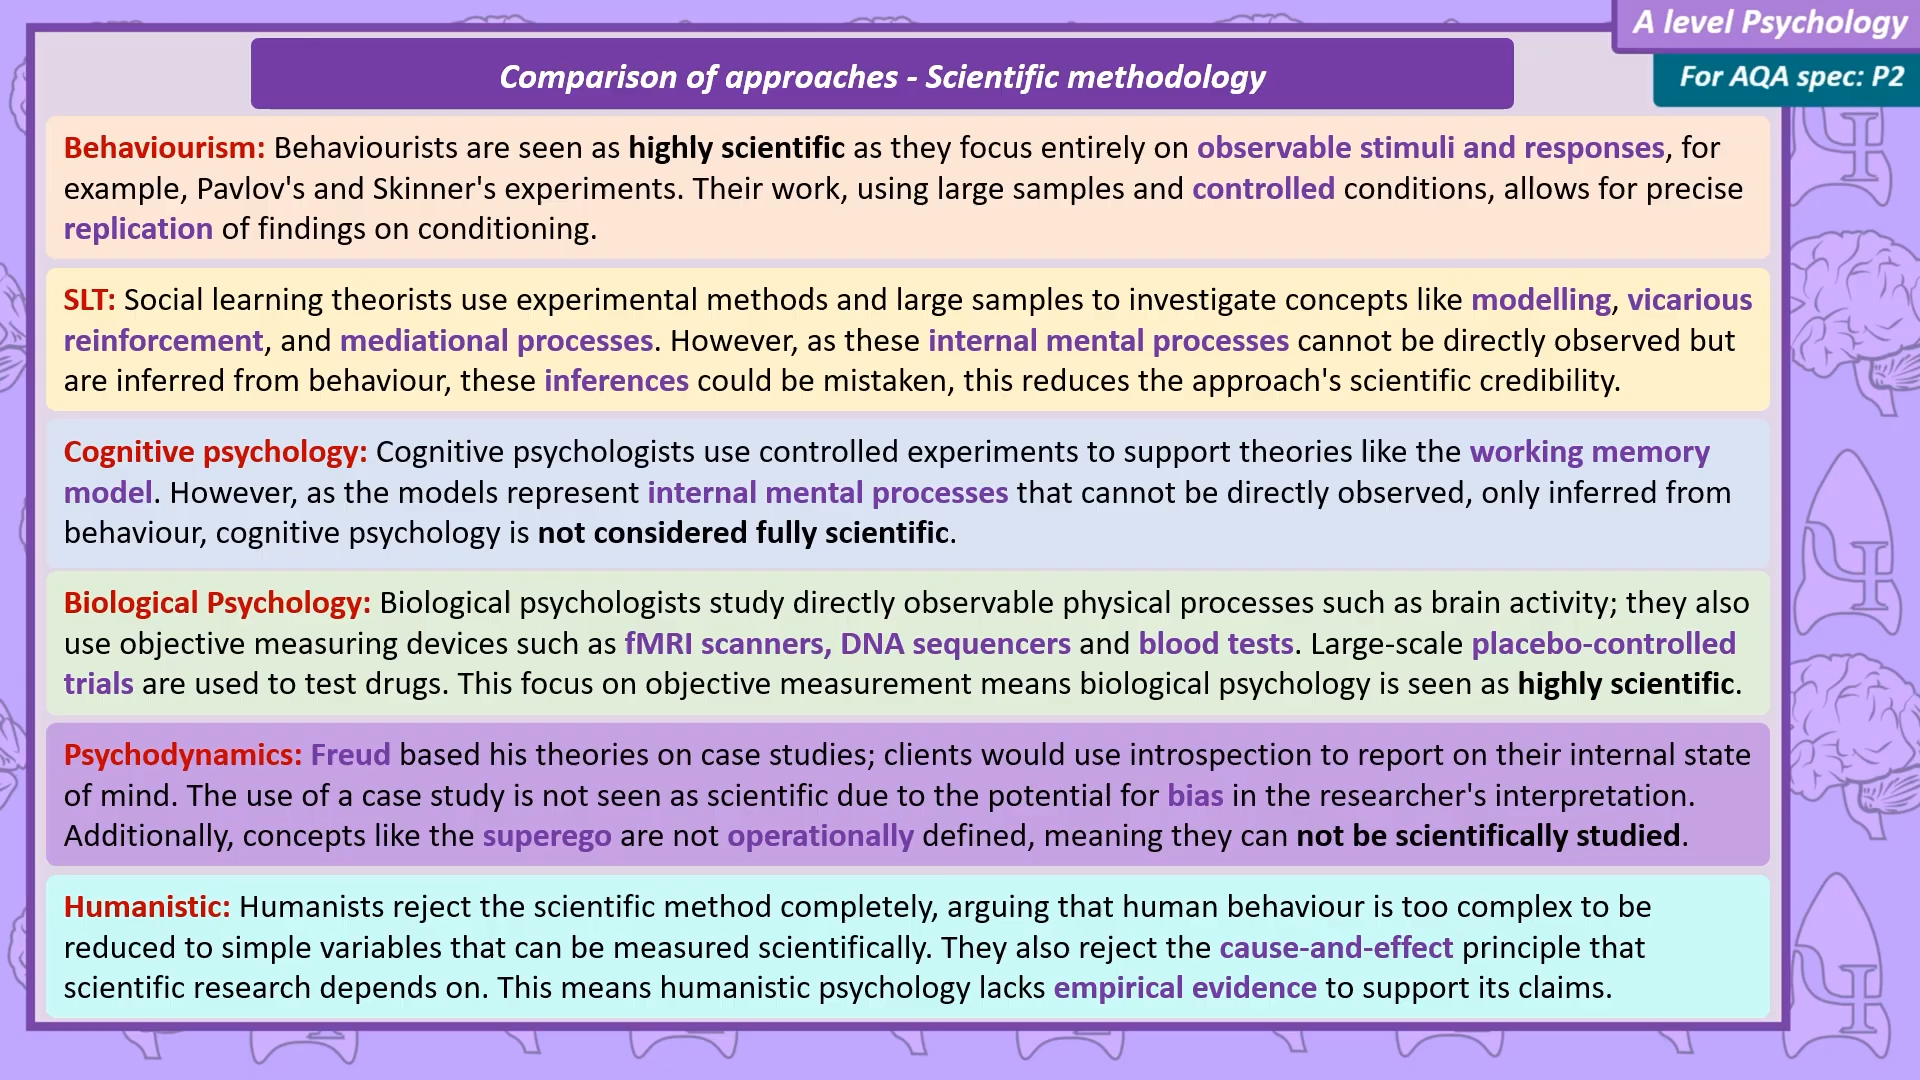 A level Psychology
For AQA spec: P2
Comparison of approaches - Scientific methodology
Behaviourism: Behaviourists are seen as highly scientific as they focus entirely on observable stimuli and responses, for
example, Pavlov's and Skinner's experiments. Their work, using large samples and controlled conditions, allows for precise
replication of findings on conditioning.
SLT: Social learning theorists use experimental methods and large samples to investigate concepts like modelling, vicarious
reinforcement, and mediational processes. However, as these internal mental processes cannot be directly observed but
are inferred from behaviour, these inferences could be mistaken, this reduces the approach's scientific credibility.
Cognitive psychology: Cognitive psychologists use controlled experiments to support theories like the working memory
model. However, as the models represent internal mental processes that cannot be directly observed, only inferred from
behaviour, cognitive psychology is not considered fully scientific.
Biological Psychology: Biological psychologists study directly observable physical processes such as brain activity; they also
use objective measuring devices such as fMRI scanners, DNA sequencers and blood tests. Large-scale placebo-controlled
trials are used to test drugs. This focus on objective measurement means biological psychology is seen as highly scientific.
Psychodynamics: Freud based his theories on case studies; clients would use introspection to report on their internal state
of mind. The use of a case study is not seen as scientific due to the potential for bias in the researcher's interpretation.
Additionally, concepts like the superego are not operationally defined, meaning they can not be scientifically studied.
Humanistic: Humanists reject the scientific method completely, arguing that human behaviour is too complex to be
reduced to simple variables that can be measured scientifically. They also reject the cause-and-effect principle that
scientific research depends on. This means humanistic psychology lacks empirical evidence to support its claims.